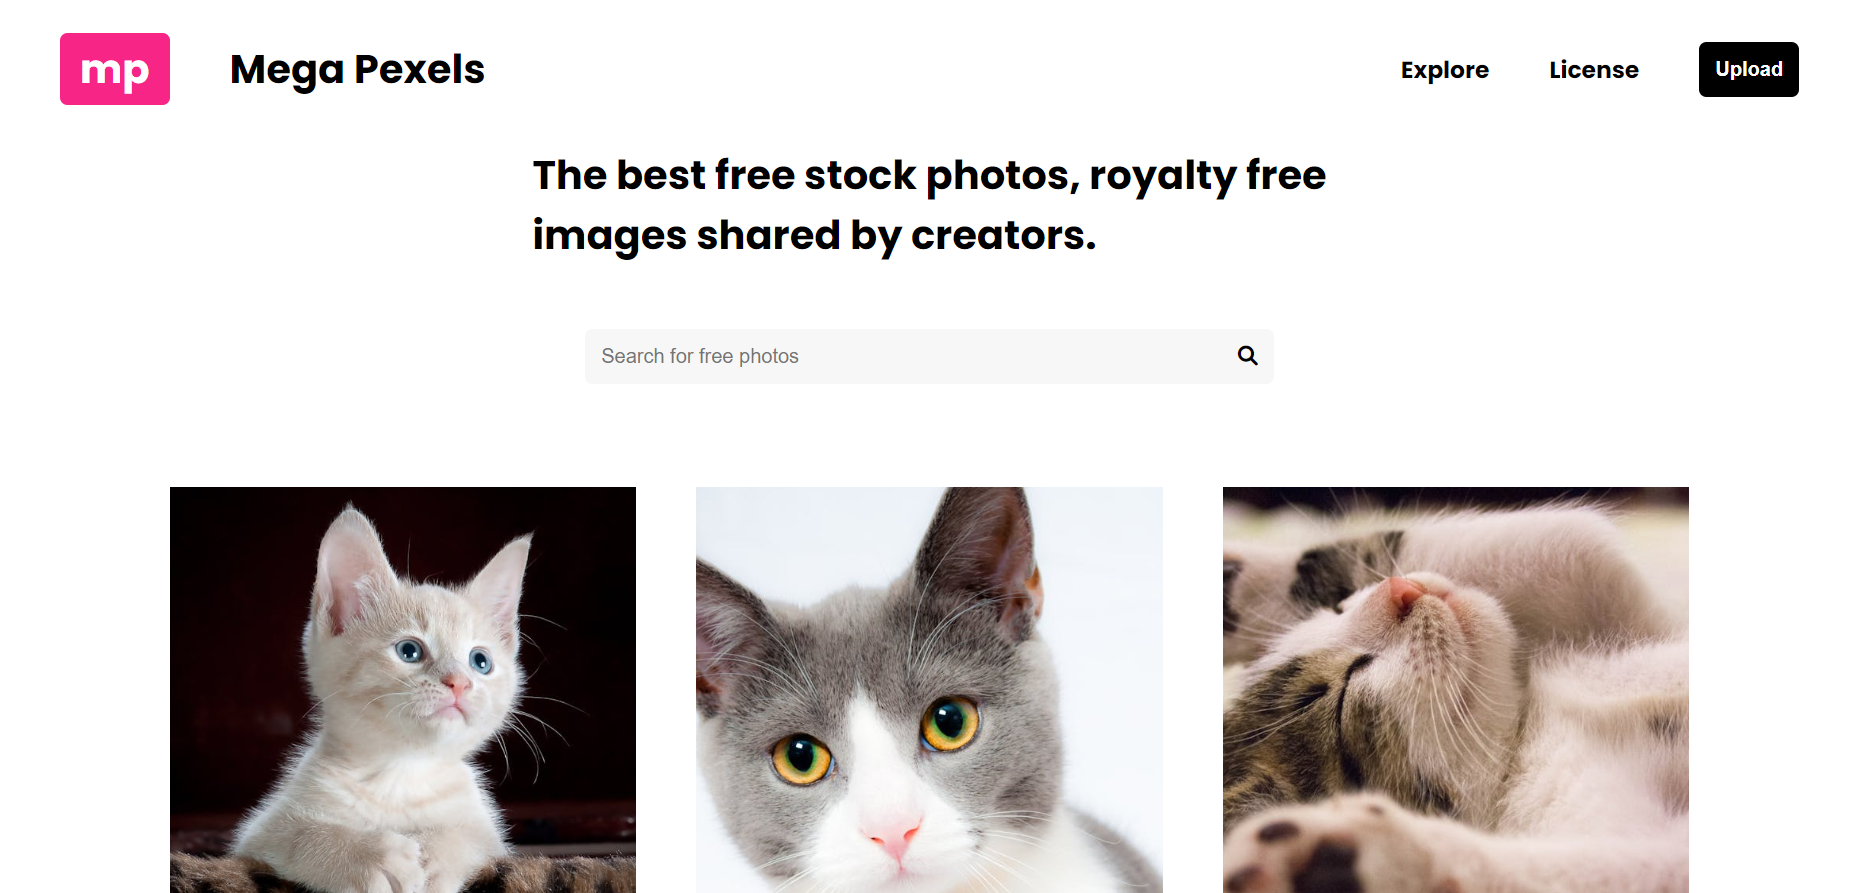 mp
Mega Pexels
Explore
License
Upload
The best free stock photos, royalty free
images shared by creators.
Search for free photos